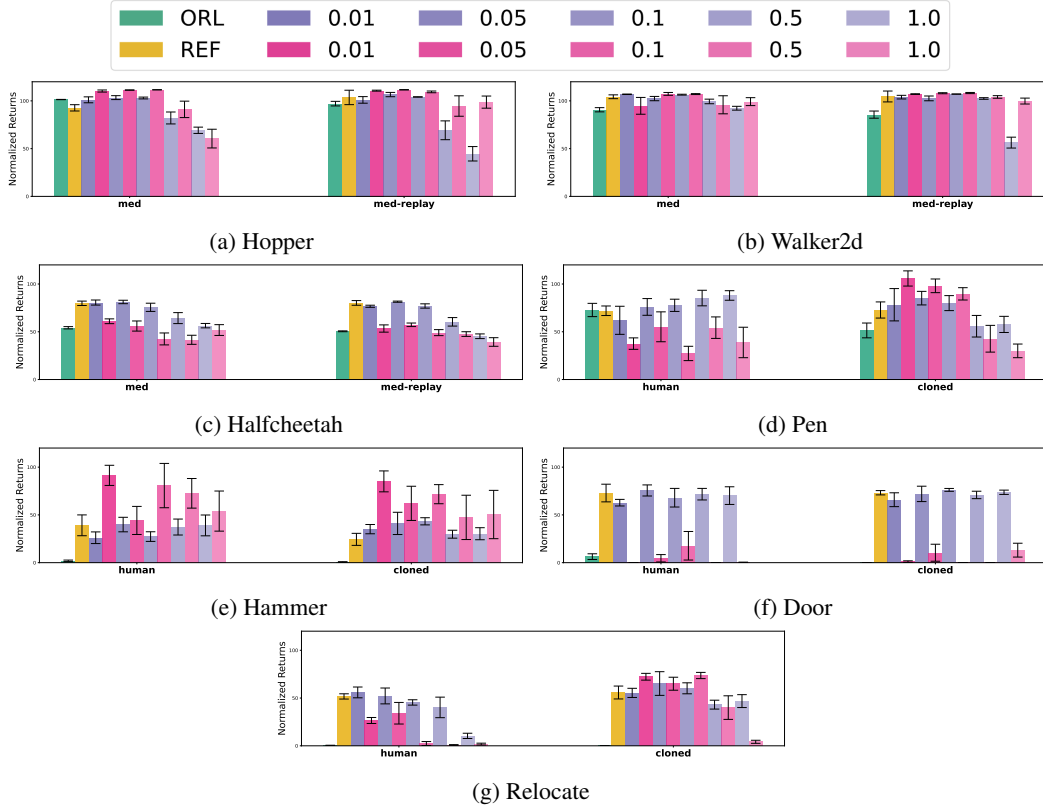 ORL 0.01 0.05 0.1 0.5 1.0
REF 0.01 0.05 0.1 0.5 1.0
Normalized Returns
100
50
0
med med-replay
(a) Hopper
Normalized Returns
100
50
0
med med-replay
(b) Walker2d
Normalized Returns
100
50
0
med med-replay
(c) Halfcheetah
Normalized Returns
100
50
0
human cloned
(d) Pen
Normalized Returns
100
50
0
human cloned
(e) Hammer
Normalized Returns
100
50
0
human cloned
(f) Door
Normalized Returns
100
50
0
human cloned
(g) Relocate